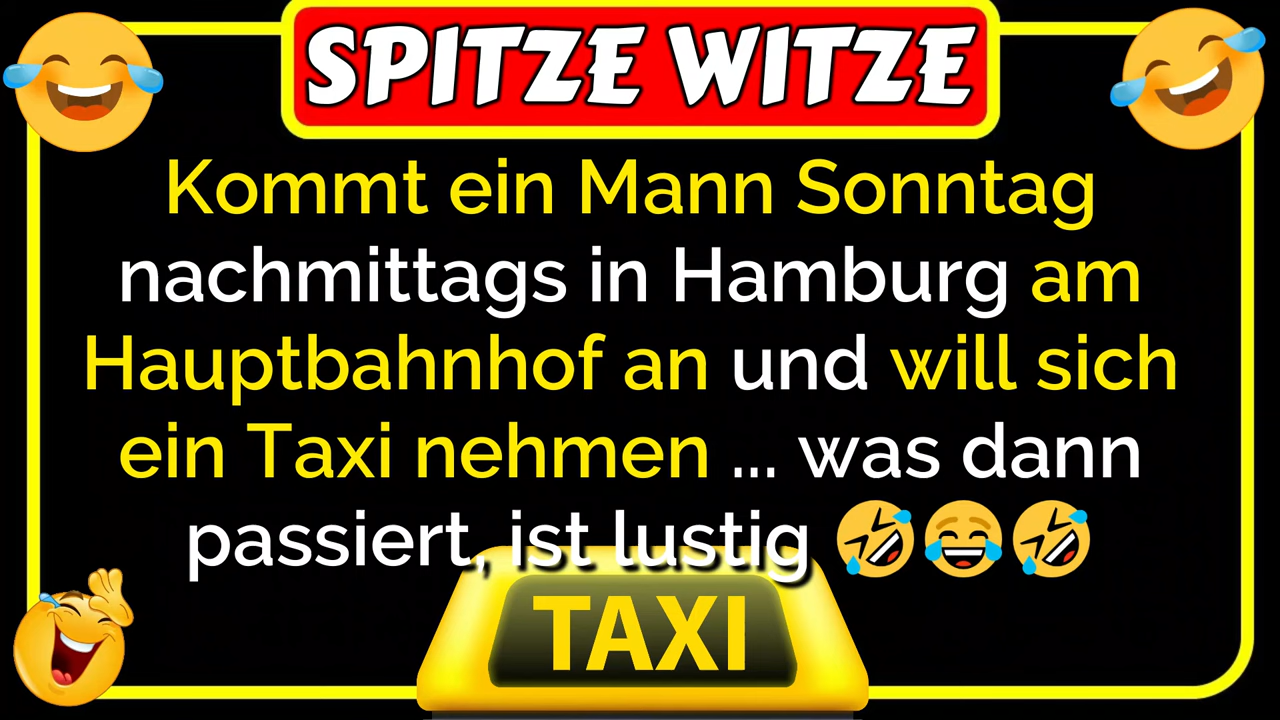 SPITZE WITZE
Kommt ein Mann Sonntag
nachmittags in Hamburg am
Hauptbahnhof an und will sich
ein Taxi nehmen ... was dann
passiert, ist lustig 🤣😂🤣
TAXI